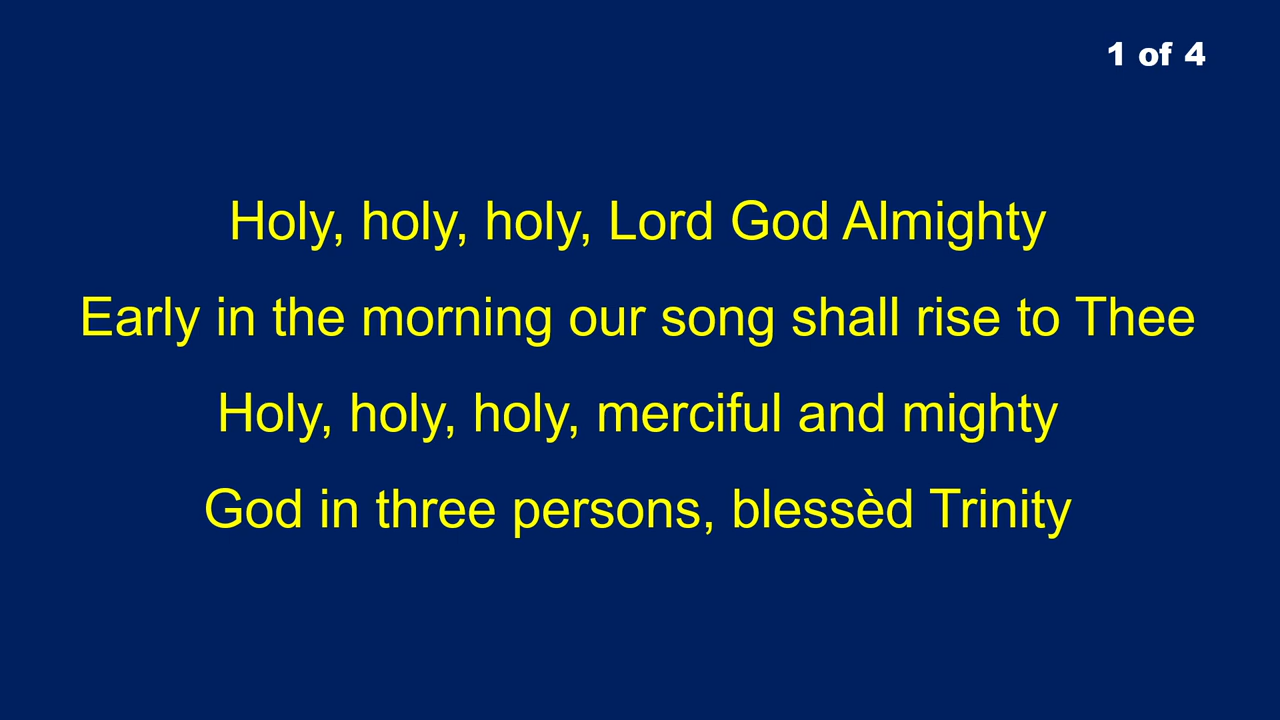 1 of 4
Holy, holy, holy, Lord God Almighty
Early in the morning our song shall rise to Thee
Holy, holy, holy, merciful and mighty
God in three persons, blessèd Trinity